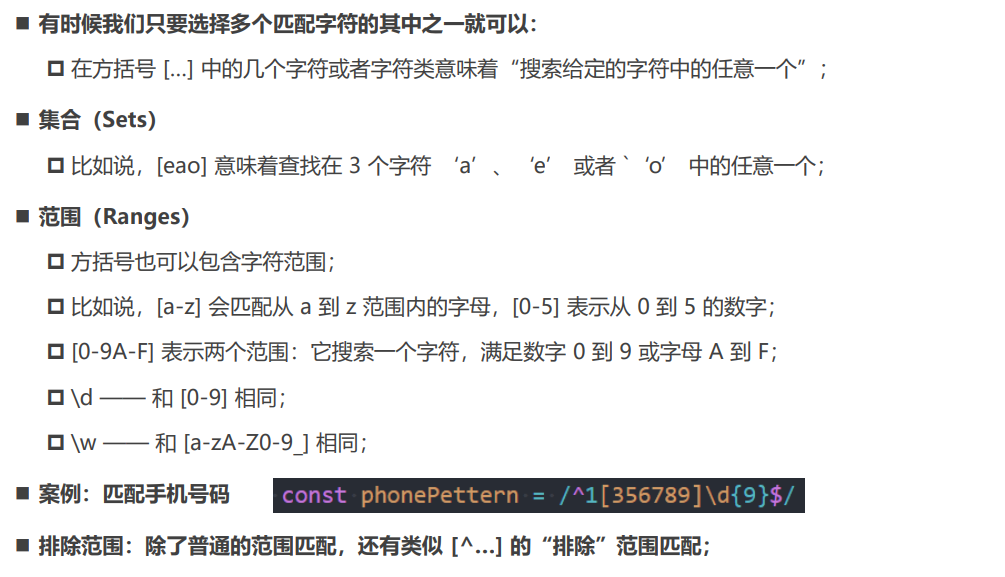 有时候我们只要选择多个匹配字符的其中之一就可以：
在方括号 […] 中的几个字符或者字符类意味着“搜索给定的字符中的任意一个”；
集合（Sets）
比如说，[eao] 意味着查找在 3 个字符 ‘a’、‘e’ 或者 `‘o’ 中的任意一个；
范围（Ranges）
方括号也可以包含字符范围；
比如说，[a-z] 会匹配从 a 到 z 范围内的字母，[0-5] 表示从 0 到 5 的数字；
[0-9A-F] 表示两个范围：它搜索一个字符，满足数字 0 到 9 或字母 A 到 F；
\d —— 和 [0-9] 相同；
\w —— 和 [a-zA-Z0-9_] 相同；
案例：匹配手机号码 const phonePettern = /^1[356789]\d{9}$/
排除范围：除了普通的范围匹配，还有类似 [^…] 的“排除”范围匹配；